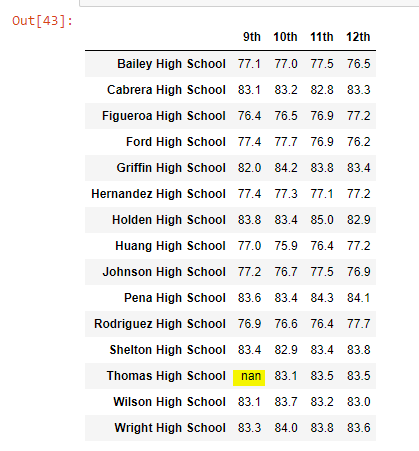 Out[43]:
9th 10th 11th 12th
Bailey High School 77.1 77.0 77.5 76.5
Cabrera High School 83.1 83.2 82.8 83.3
Figueroa High School 76.4 76.5 76.9 77.2
Ford High School 77.4 77.7 76.9 76.2
Griffin High School 82.0 84.2 83.8 83.4
Hernandez High School 77.4 77.3 77.1 77.2
Holden High School 83.8 83.4 85.0 82.9
Huang High School 77.0 75.9 76.4 77.2
Johnson High School 77.2 76.7 77.5 76.9
Pena High School 83.6 83.4 84.3 84.1
Rodriguez High School 76.9 76.6 76.4 77.7
Shelton High School 83.4 82.9 83.4 83.8
Thomas High School nan 83.1 83.5 83.5
Wilson High School 83.1 83.7 83.2 83.0
Wright High School 83.3 84.0 83.8 83.6